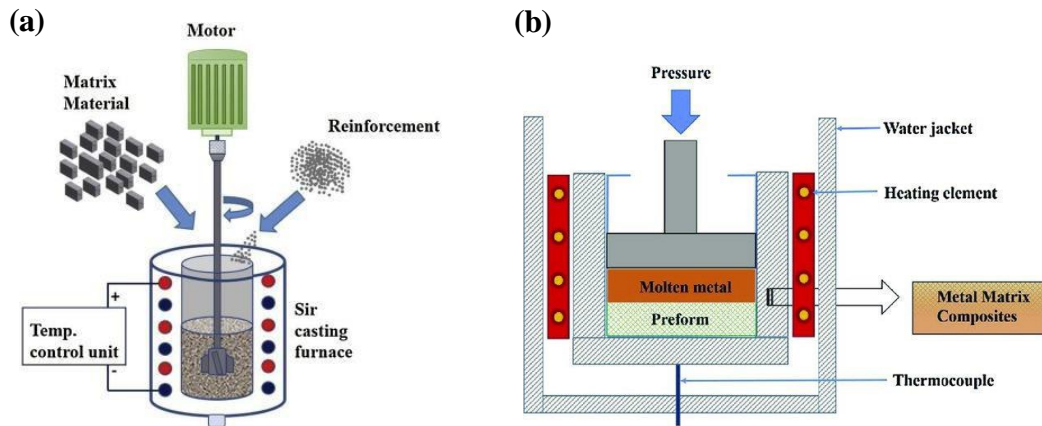 (a)
Motor
Matrix
Material
Reinforcement
+
Temp.
control unit
-
Sir
casting
furnace
(b)
Pressure
Water jacket
Heating element
Molten metal
Preform
Metal Matrix
Composites
Thermocouple